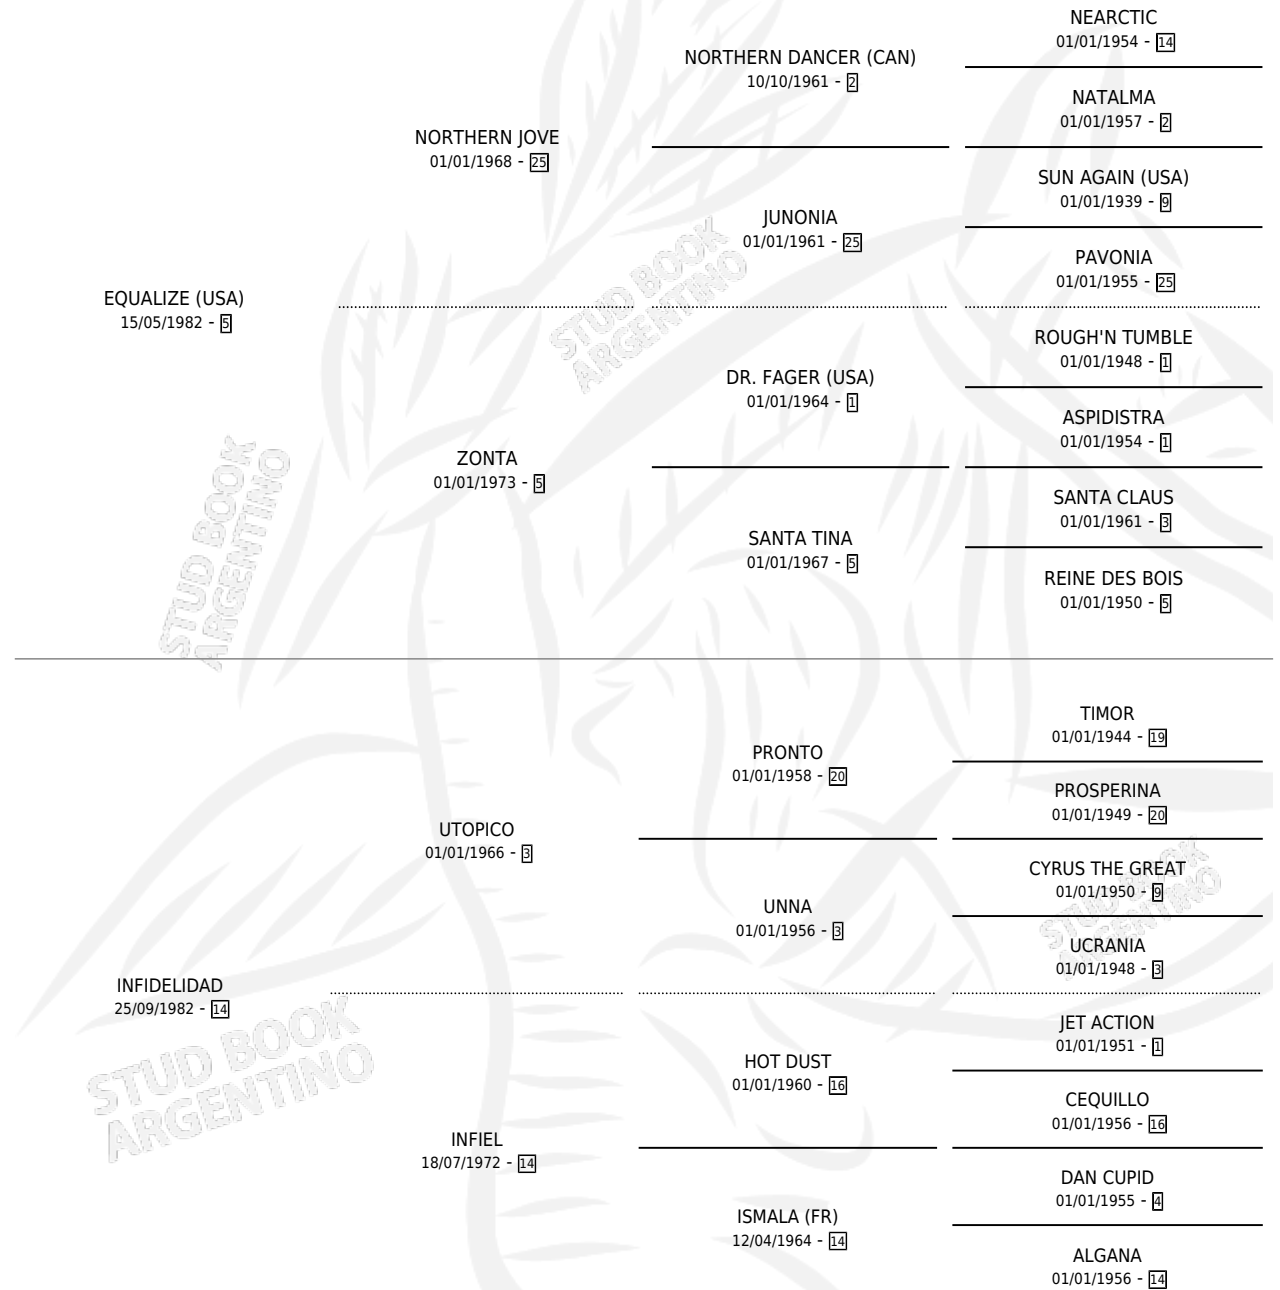 NEARCTIC
01/01/1954 - 14
NORTHERN DANCER (CAN)
10/10/1961 - 2
NATALMA
01/01/1957 - 2
NORTHERN JOVE
01/01/1968 - 25
SUN AGAIN (USA)
01/01/1939 - 9
JUNONIA
01/01/1961 - 25
PAVONIA
01/01/1955 - 25
EQUALIZE (USA)
15/05/1982 - 5
STUD BOOK
ARGENTINO
ROUGH'N TUMBLE
01/01/1948 - 1
DR. FAGER (USA)
01/01/1964 - 1
ASPIDISTRA
01/01/1954 - 1
ZONTA
01/01/1973 - 5
SANTA CLAUS
01/01/1961 - 3
SANTA TINA
01/01/1967 - 5
REINE DES BOIS
01/01/1950 - 5
STUD BOOK
ARGENTINO
TIMOR
01/01/1944 - 19
PRONTO
01/01/1958 - 20
PROSPERINA
01/01/1949 - 20
UTOPICO
01/01/1966 - 3
CYRUS THE GREAT
01/01/1950 - 9
UNNA
01/01/1956 - 3
UCRANIA
01/01/1948 - 3
STUD BOOK
ARGENTINO
INFIDELIDAD
25/09/1982 - 14
STUD BOOK
ARGENTINO
JET ACTION
01/01/1951 - 1
HOT DUST
01/01/1960 - 16
CEQUILLO
01/01/1956 - 16
INFIEL
18/07/1972 - 14
DAN CUPID
01/01/1955 - 4
ISMALA (FR)
12/04/1964 - 14
ALGANA
01/01/1956 - 14